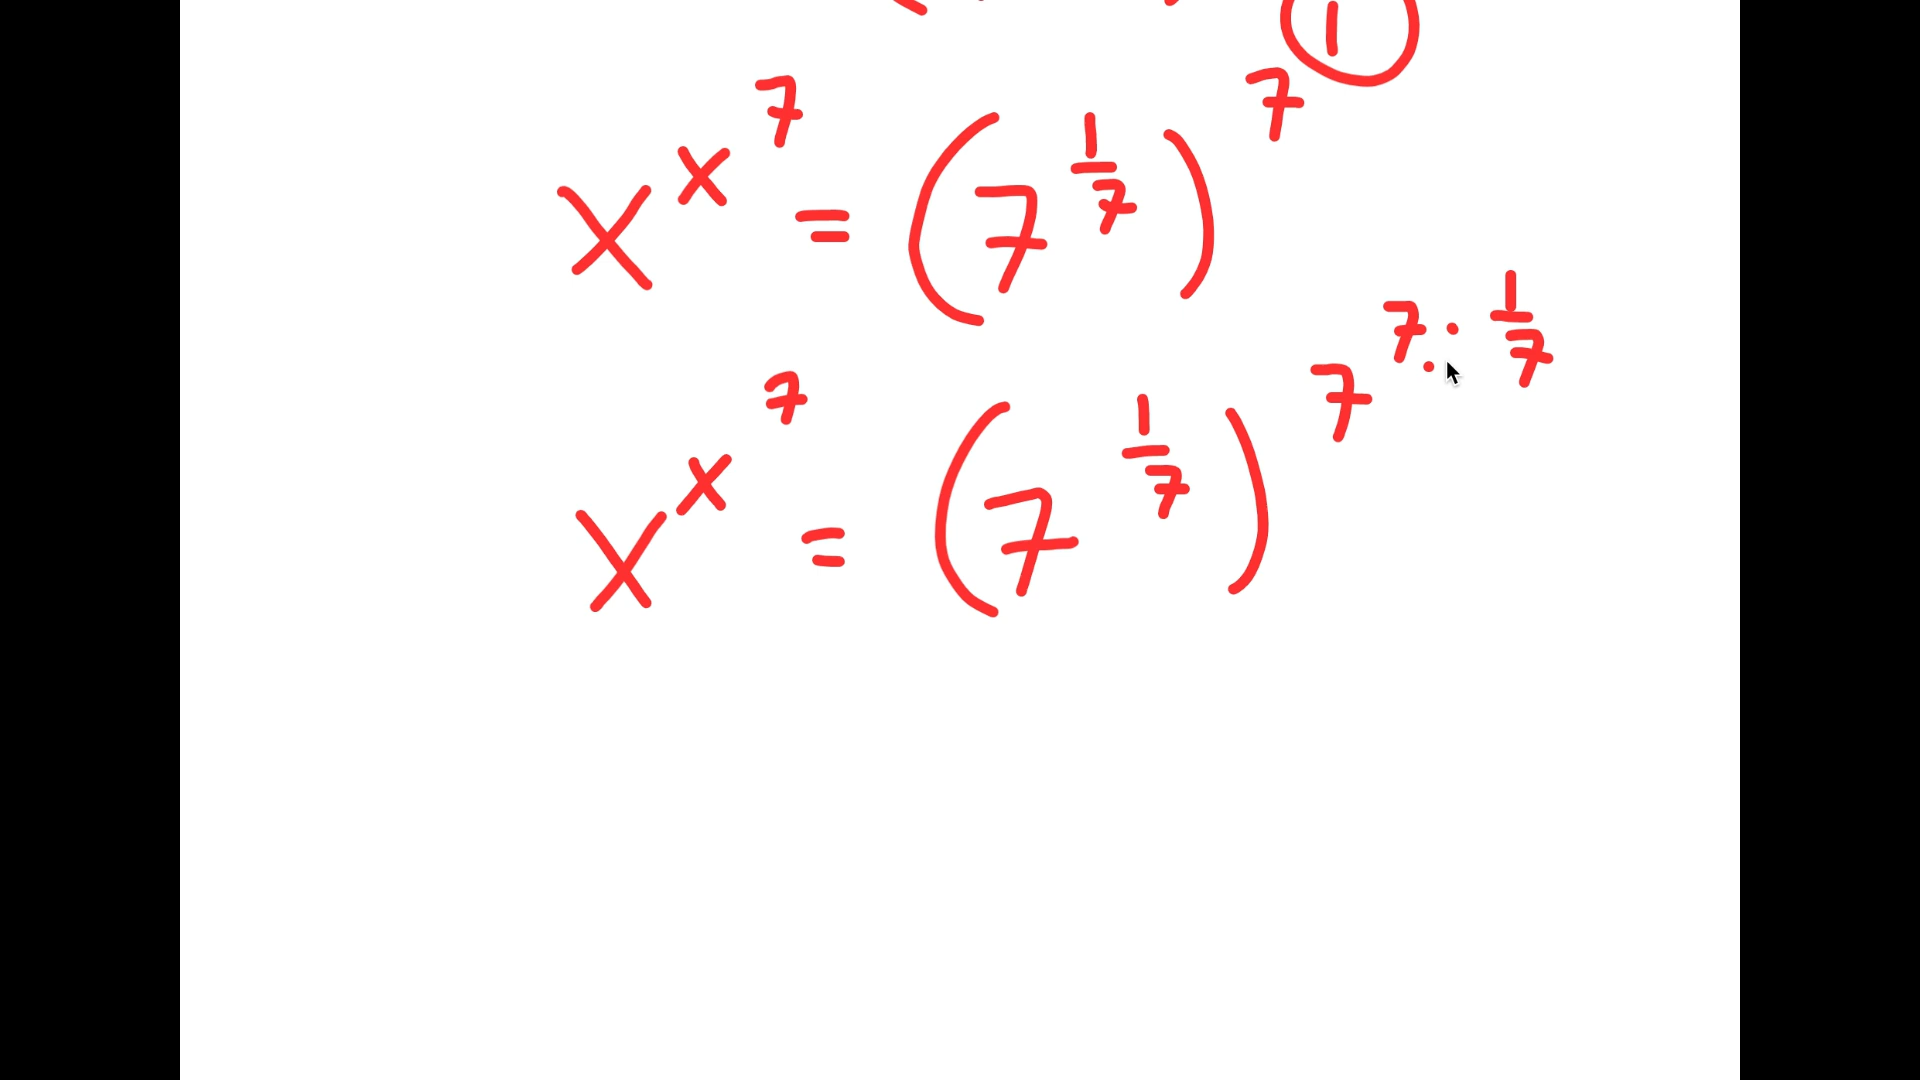 1
x^x^7 = (7^(1/7))^7
x^x^7 = (7^(1/7))^7^(7·1/7)